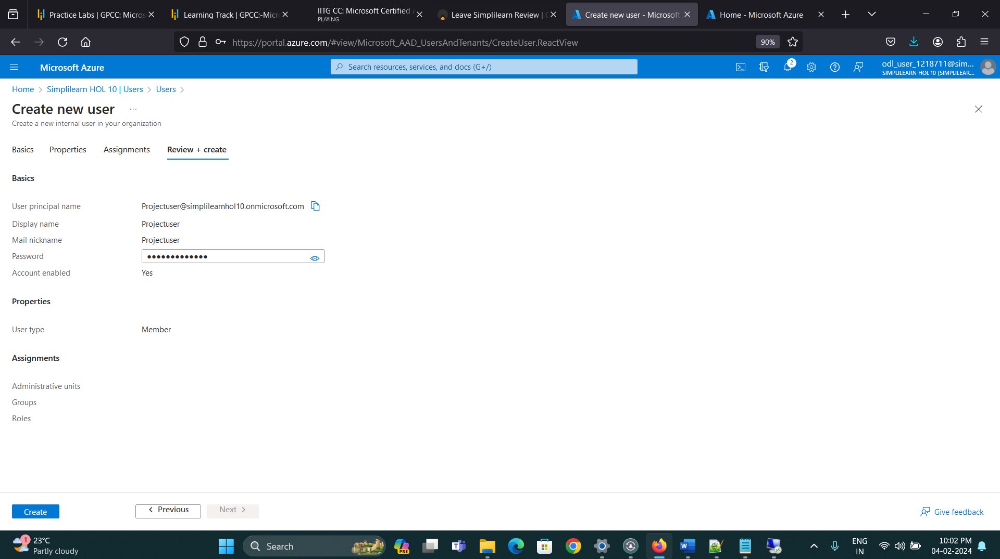 Practice Labs | GPCC: Micros
Learning Track | GPCC:-Micr
IITG CC: Microsoft Certified
PLAYING
Leave Simplilearn Review |
Create new user - Microsoft
Home - Microsoft Azure
https://portal.azure.com/#view/Microsoft_AAD_UsersAndTenants/CreateUser.ReactView
90%
Microsoft Azure
Search resources, services, and docs (G+/)
2
odl_user_1218711@sim...
SIMPLILEARN HOL 10 (SIMPLILEAR...
Home > Simplilearn HOL 10 | Users > Users >
Create new user ...
Create a new internal user in your organization
Basics Properties Assignments Review + create
Basics
User principal name Projectuser@simplilearnhol10.onmicrosoft.com
Display name Projectuser
Mail nickname Projectuser
Password •••••••••••••
Account enabled Yes
Properties
User type Member
Assignments
Administrative units
Groups
Roles
Create < Previous Next >
Give feedback
1
23°C
Partly cloudy
Search
PRE
ENG
IN
10:02 PM
04-02-2024